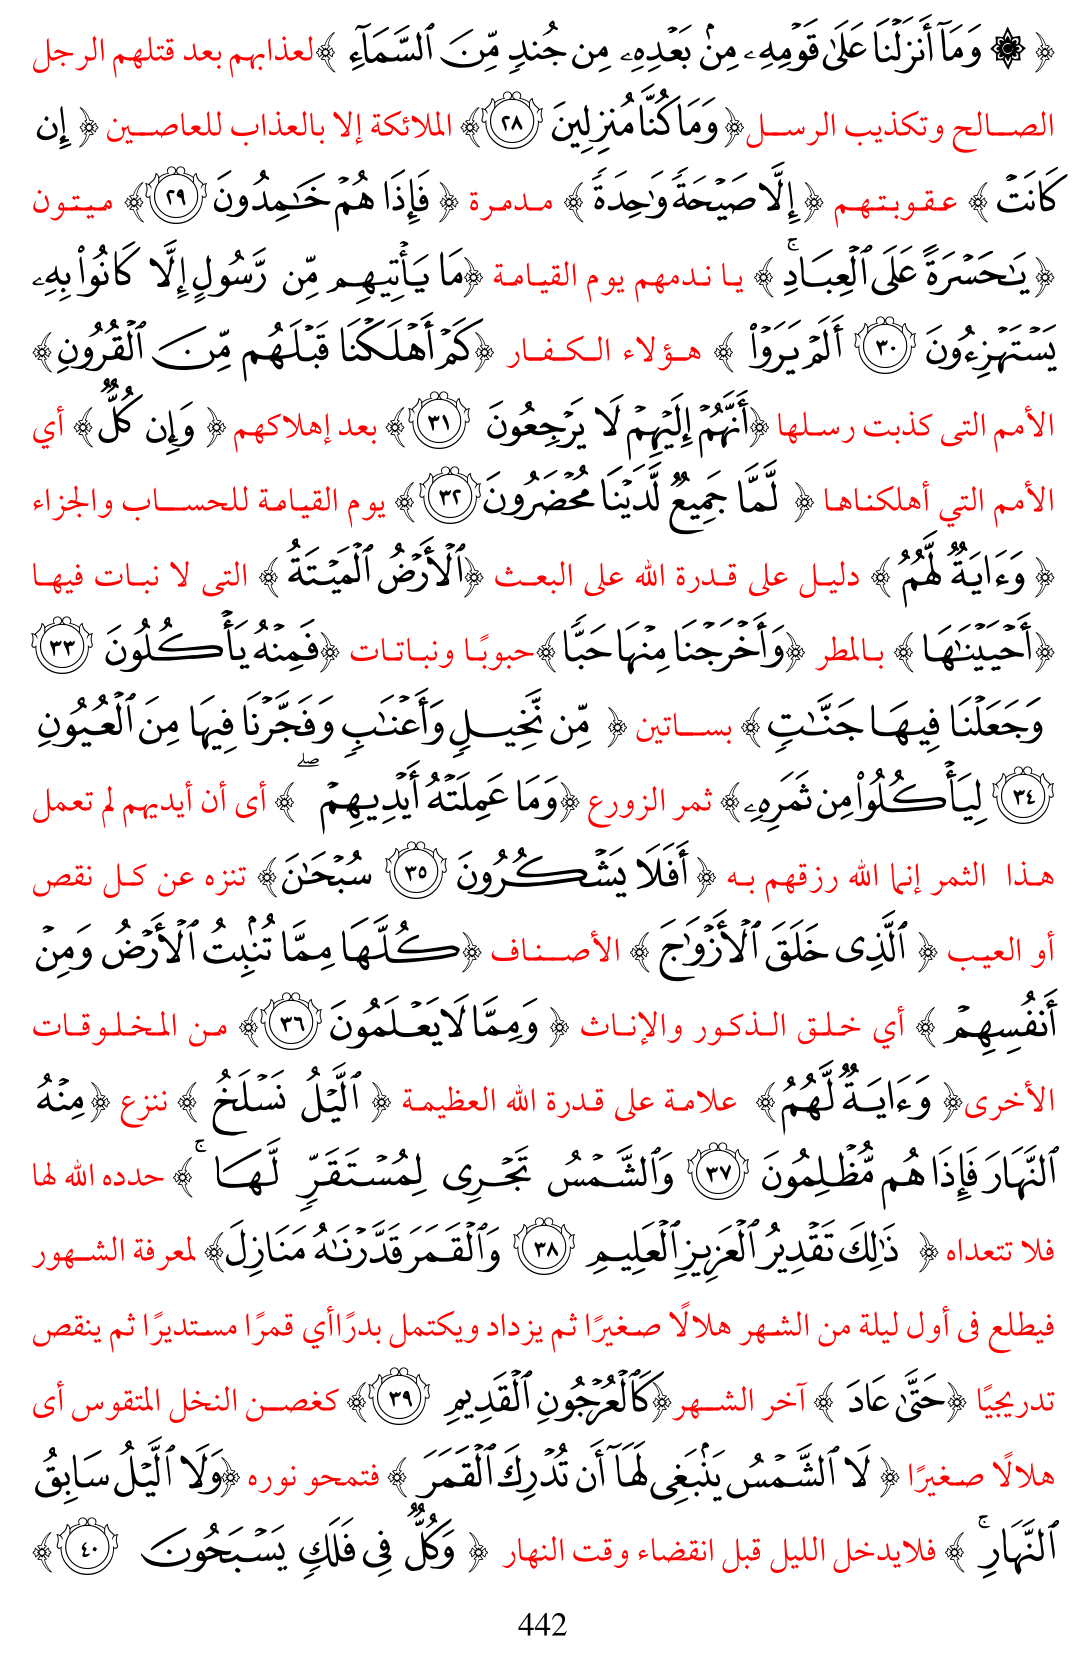 ﴿ ۞ وَمَآ أَنزَلْنَا عَلَىٰ قَوْمِهِۦ مِنۢ بَعْدِهِۦ مِن جُندٍ مِّنَ ٱلسَّمَآءِ ﴾ لعذابهم بعد قتلهم الرجل
الصالح وتكذيب الرسل ﴿ وَمَا كُنَّا مُنزِلِينَ ٢٨ ﴾ الملائكة إلا بالعذاب للعاصين ﴿ إِن
كَانَتْ ﴾ عقوبتهم ﴿ إِلَّا صَيْحَةً وَٰحِدَةً ﴾ مدمرة ﴿ فَإِذَا هُمْ خَٰمِدُونَ ٢٩ ﴾ ميتون
﴿ يَٰحَسْرَةً عَلَى ٱلْعِبَادِ ۚ ﴾ يا ندمهم يوم القيامة ﴿ مَا يَأْتِيهِم مِّن رَّسُولٍ إِلَّا كَانُوا۟ بِهِۦ
يَسْتَهْزِءُونَ ٣٠ أَلَمْ يَرَوْا۟ ﴾ هؤلاء الكفار ﴿ كَمْ أَهْلَكْنَا قَبْلَهُم مِّنَ ٱلْقُرُونِ ﴾
الأمم التى كذبت رسلها ﴿ أَنَّهُمْ إِلَيْهِمْ لَا يَرْجِعُونَ ٣١ ﴾ بعد إهلاكهم ﴿ وَإِن كُلٌّ ﴾ أي
الأمم التي أهلكناها ﴿ لَّمَّا جَمِيعٌ لَّدَيْنَا مُحْضَرُونَ ٣٢ ﴾ يوم القيامة للحساب والجزاء
﴿ وَءَايَةٌ لَّهُمُ ﴾ دليل على قدرة الله على البعث ﴿ ٱلْأَرْضُ ٱلْمَيْتَةُ ﴾ التى لا نبات فيها
﴿ أَحْيَيْنَٰهَا ﴾ بالمطر ﴿ وَأَخْرَجْنَا مِنْهَا حَبًّا ﴾ حبوبًا ونباتات ﴿ فَمِنْهُ يَأْكُلُونَ ٣٣
وَجَعَلْنَا فِيهَا جَنَّٰتٍ ﴾ بساتين ﴿ مِّن نَّخِيلٍ وَأَعْنَٰبٍ وَفَجَّرْنَا فِيهَا مِنَ ٱلْعُيُونِ
٣٤ لِيَأْكُلُوا۟ مِن ثَمَرِهِۦ ﴾ ثمر الزورع ﴿ وَمَا عَمِلَتْهُ أَيْدِيهِمْ ۖ ﴾ أى أن أيديهم لم تعمل
هذا الثمر إنما الله رزقهم به ﴿ أَفَلَا يَشْكُرُونَ ٣٥ سُبْحَٰنَ ﴾ تنزه عن كل نقص
أو العيب ﴿ ٱلَّذِى خَلَقَ ٱلْأَزْوَٰجَ ﴾ الأصناف ﴿ كُلَّهَا مِمَّا تُنۢبِتُ ٱلْأَرْضُ وَمِنْ
أَنفُسِهِمْ ﴾ أي خلق الذكور والإناث ﴿ وَمِمَّا لَا يَعْلَمُونَ ٣٦ ﴾ من المخلوقات
الأخرى ﴿ وَءَايَةٌ لَّهُمُ ﴾ علامة على قدرة الله العظيمة ﴿ ٱلَّيْلُ نَسْلَخُ ﴾ ننزع ﴿ مِنْهُ
ٱلنَّهَارَ فَإِذَا هُم مُّظْلِمُونَ ٣٧ وَٱلشَّمْسُ تَجْرِى لِمُسْتَقَرٍّ لَّهَا ۚ ﴾ حدده الله لها
فلا تتعداه ﴿ ذَٰلِكَ تَقْدِيرُ ٱلْعَزِيزِ ٱلْعَلِيمِ ٣٨ وَٱلْقَمَرَ قَدَّرْنَٰهُ مَنَازِلَ ﴾ لمعرفة الشهور
فيطلع فى أول ليلة من الشهر هلالًا صغيرًا ثم يزداد ويكتمل بدرًا أي قمرًا مستديرًا ثم ينقص
تدريجيًا ﴿ حَتَّىٰ عَادَ ﴾ آخر الشهر ﴿ كَٱلْعُرْجُونِ ٱلْقَدِيمِ ٣٩ ﴾ كغصن النخل المتقوس أى
هلالًا صغيرًا ﴿ لَا ٱلشَّمْسُ يَنۢبَغِى لَهَآ أَن تُدْرِكَ ٱلْقَمَرَ ﴾ فتمحو نوره ﴿ وَلَا ٱلَّيْلُ سَابِقُ
ٱلنَّهَارِ ۚ ﴾ فلايدخل الليل قبل انقضاء وقت النهار ﴿ وَكُلٌّ فِى فَلَكٍ يَسْبَحُونَ ٤٠ ﴾
442